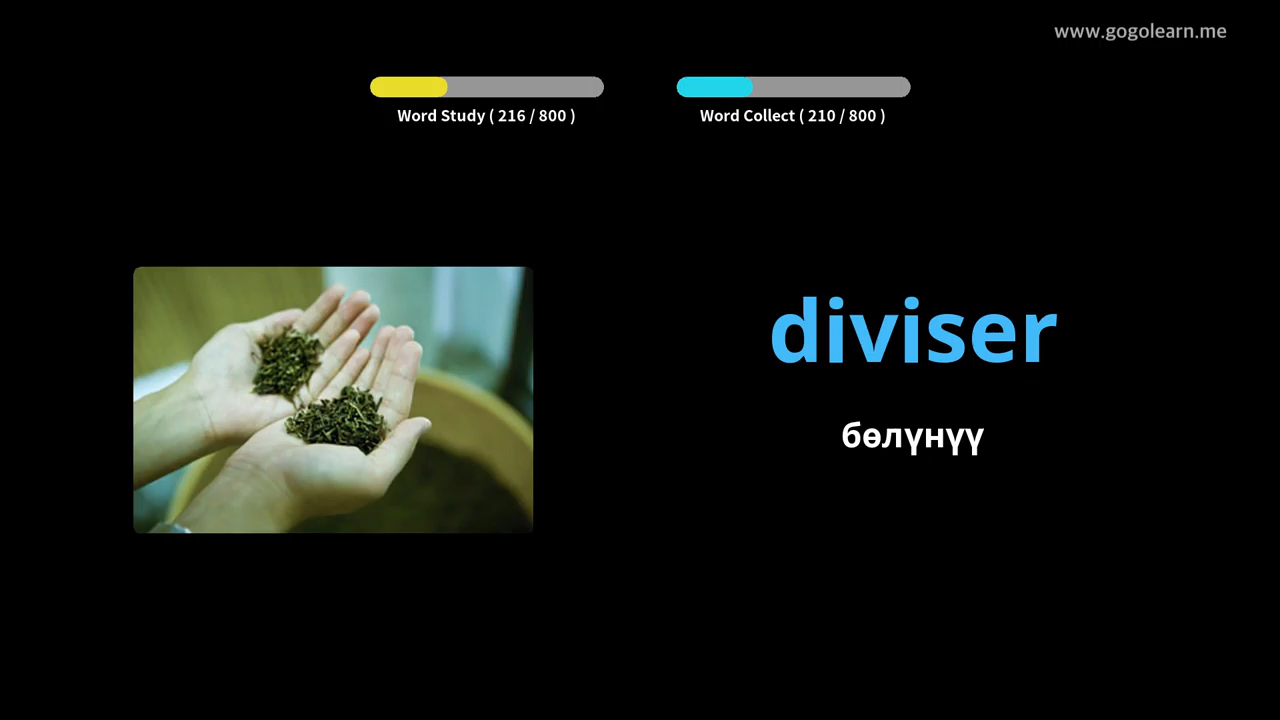 www.gogolearn.me
Word Study ( 216 / 800 )
Word Collect ( 210 / 800 )
diviser
бөлүнүү